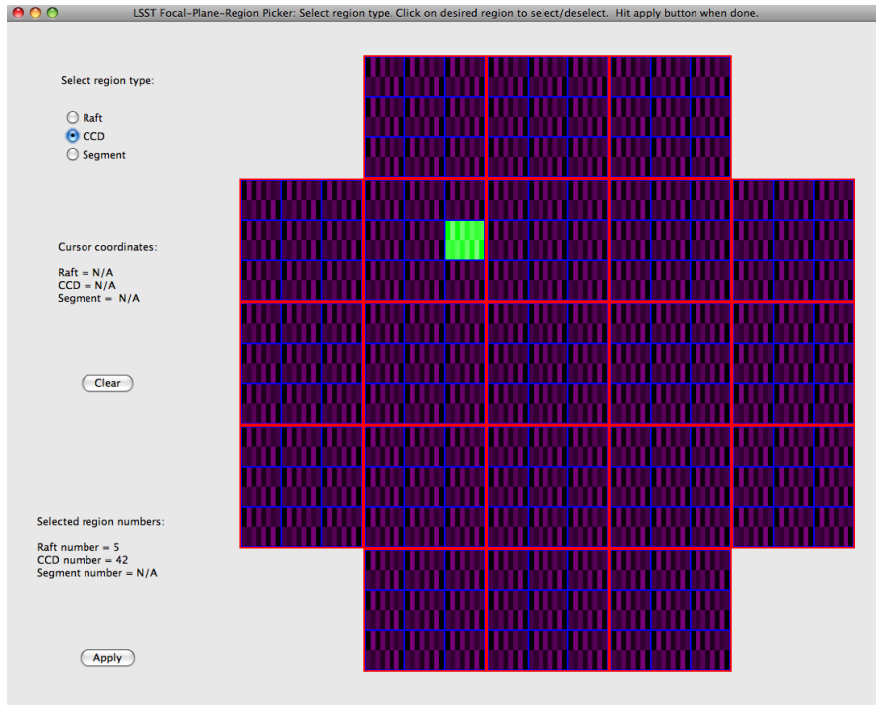 LSST Focal-Plane-Region Picker: Select region type. Click on desired region to select/deselect.  Hit apply button when done.
Select region type:
Raft
CCD
Segment
Cursor coordinates:
Raft = N/A
CCD = N/A
Segment =  N/A
Clear
Selected region numbers:
Raft number = 5
CCD number = 42
Segment number = N/A
Apply